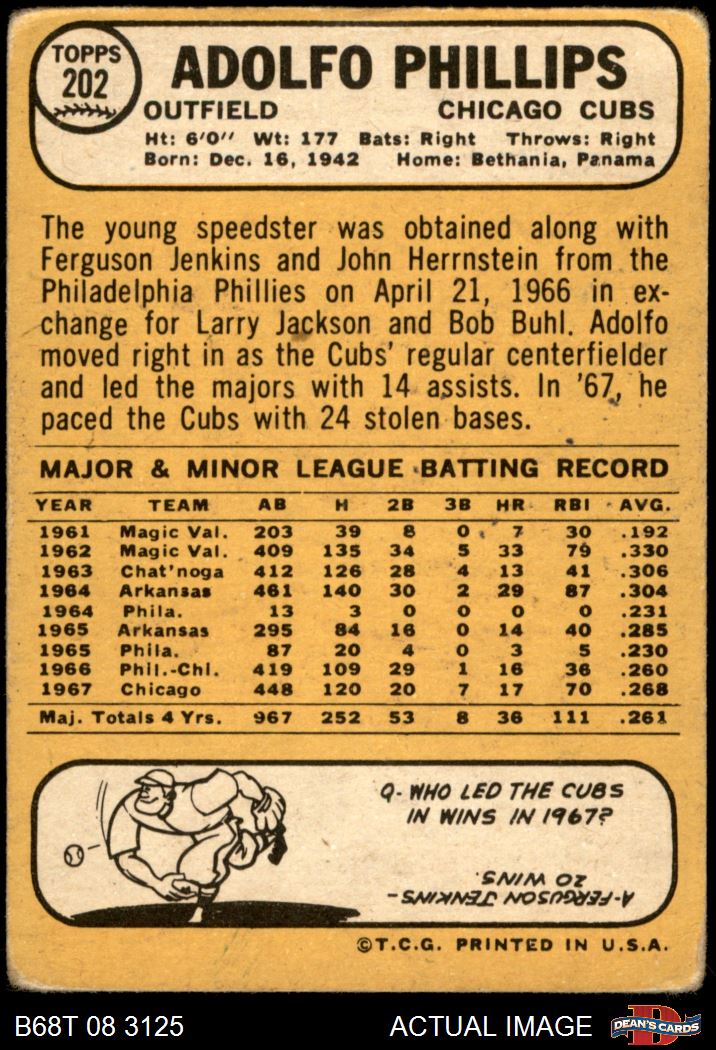 TOPPS
202
ADOLFO PHILLIPS
OUTFIELD CHICAGO CUBS
Ht: 6'0" Wt: 177 Bats: Right Throws: Right
Born: Dec. 16, 1942 Home: Bethania, Panama
The young speedster was obtained along with
Ferguson Jenkins and John Herrnstein from the
Philadelphia Phillies on April 21, 1966 in ex-
change for Larry Jackson and Bob Buhl. Adolfo
moved right in as the Cubs' regular centerfielder
and led the majors with 14 assists. In '67, he
paced the Cubs with 24 stolen bases.
MAJOR & MINOR LEAGUE BATTING RECORD
YEAR TEAM AB H 2B 3B HR RBI AVG.
1961 Magic Val. 203 39 8 0 7 30 .192
1962 Magic Val. 409 135 34 5 33 79 .330
1963 Chat'noga 412 126 28 4 13 41 .306
1964 Arkansas 461 140 30 2 29 87 .304
1964 Phila. 13 3 0 0 0 0 .231
1965 Arkansas 295 84 16 0 14 40 .285
1965 Phila. 87 20 4 0 3 5 .230
1966 Phil.-Chi. 419 109 29 1 16 36 .260
1967 Chicago 448 120 20 7 17 70 .268
Maj. Totals 4 Yrs. 967 252 53 8 36 111 .261
Q- WHO LED THE CUBS
IN WINS IN 1967?
A-FERGUSON JENKINS-
20 WINS.
©T.C.G. PRINTED IN U.S.A.
B68T 08 3125 ACTUAL IMAGE D DEAN'S CARDS